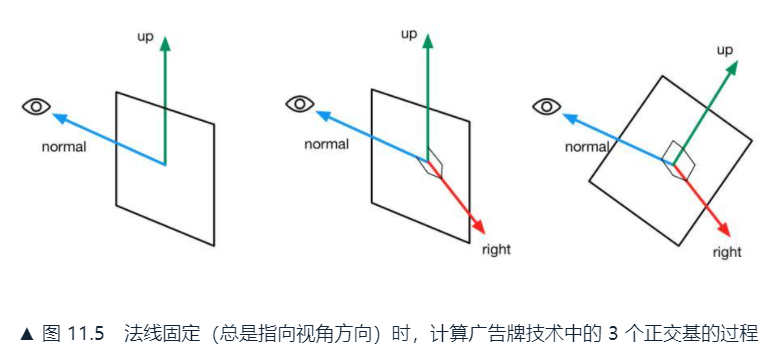 up
normal
up
normal
right
up
normal
right
▲ 图 11.5 法线固定（总是指向视角方向）时，计算广告牌技术中的 3 个正交基的过程